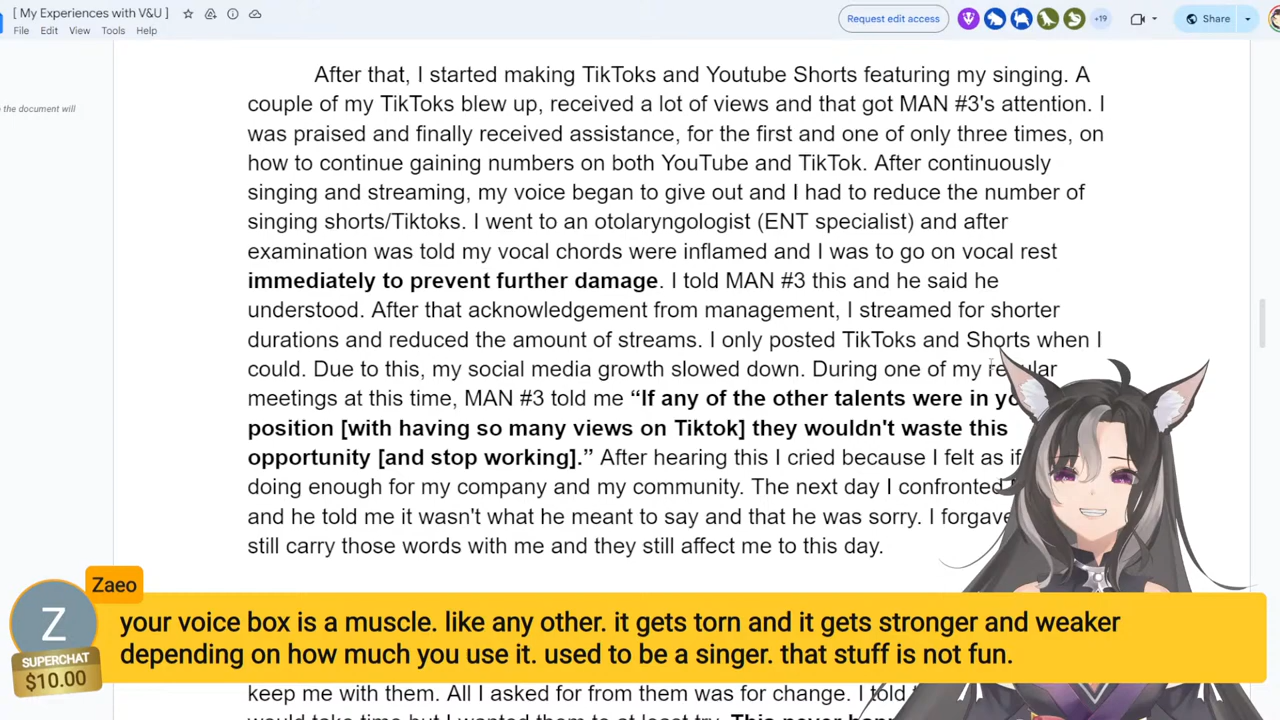 [ My Experiences with V&U ]
File Edit View Tools Help
Request edit access
+19
Share
n the document will
After that, I started making TikToks and Youtube Shorts featuring my singing. A
couple of my TikToks blew up, received a lot of views and that got MAN #3's attention. I
was praised and finally received assistance, for the first and one of only three times, on
how to continue gaining numbers on both YouTube and TikTok. After continuously
singing and streaming, my voice began to give out and I had to reduce the number of
singing shorts/Tiktoks. I went to an otolaryngologist (ENT specialist) and after
examination was told my vocal chords were inflamed and I was to go on vocal rest
immediately to prevent further damage. I told MAN #3 this and he said he
understood. After that acknowledgement from management, I streamed for shorter
durations and reduced the amount of streams. I only posted TikToks and Shorts when I
could. Due to this, my social media growth slowed down. During one of my regular
meetings at this time, MAN #3 told me “If any of the other talents were in
position [with having so many views on Tiktok] they wouldn't waste this
opportunity [and stop working].” After hearing this I cried because I felt as if
doing enough for my company and my community. The next day I confronted
and he told me it wasn't what he meant to say and that he was sorry. I forgave
still carry those words with me and they still affect me to this day.
Zaeo
Z
SUPERCHAT
$10.00
your voice box is a muscle. like any other. it gets torn and it gets stronger and weaker
depending on how much you use it. used to be a singer. that stuff is not fun.
keep me with them. All I asked for from them was for change. I told
would take time but I wanted them to at least try. This never